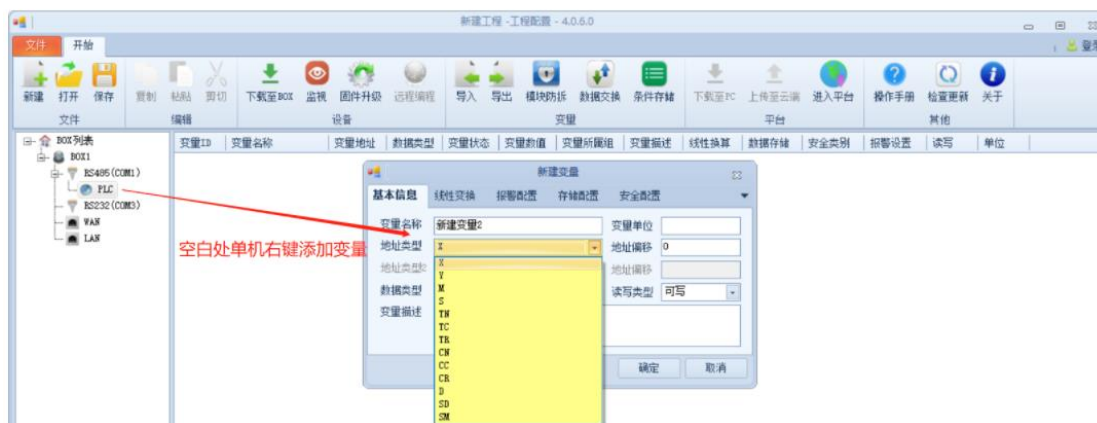 新建工程 -工程配置 - 4.0.6.0
文件 开始 登录
新建 打开 保存 复制 粘贴 剪切 下载至BOX 监视 固件升级 远程编程 导入 导出 模块防拆 数据交换 条件存储 下载至PC 上传至云端 进入平台 操作手册 检查更新 关于
文件 编辑 设备 变量 平台 其他
BOX列表
BOX1
RS485(COM1)
PLC
RS232(COM3)
WAN
LAN
变量ID 变量名称 变量地址 数据类型 变量状态 变量数值 变量所属组 变量描述 线性换算 数据存储 安全类别 报警设置 读写 单位
空白处单机右键添加变量
新建变量
基本信息 线性变换 报警配置 存储配置 安全配置
变量名称 新建变量2 变量单位
地址类型 X 地址偏移 0
地址类型2 地址偏移
数据类型 读写类型 可写
变量描述
X
Y
M
S
TN
TC
TR
CN
CC
CR
D
SD
SM
确定 取消